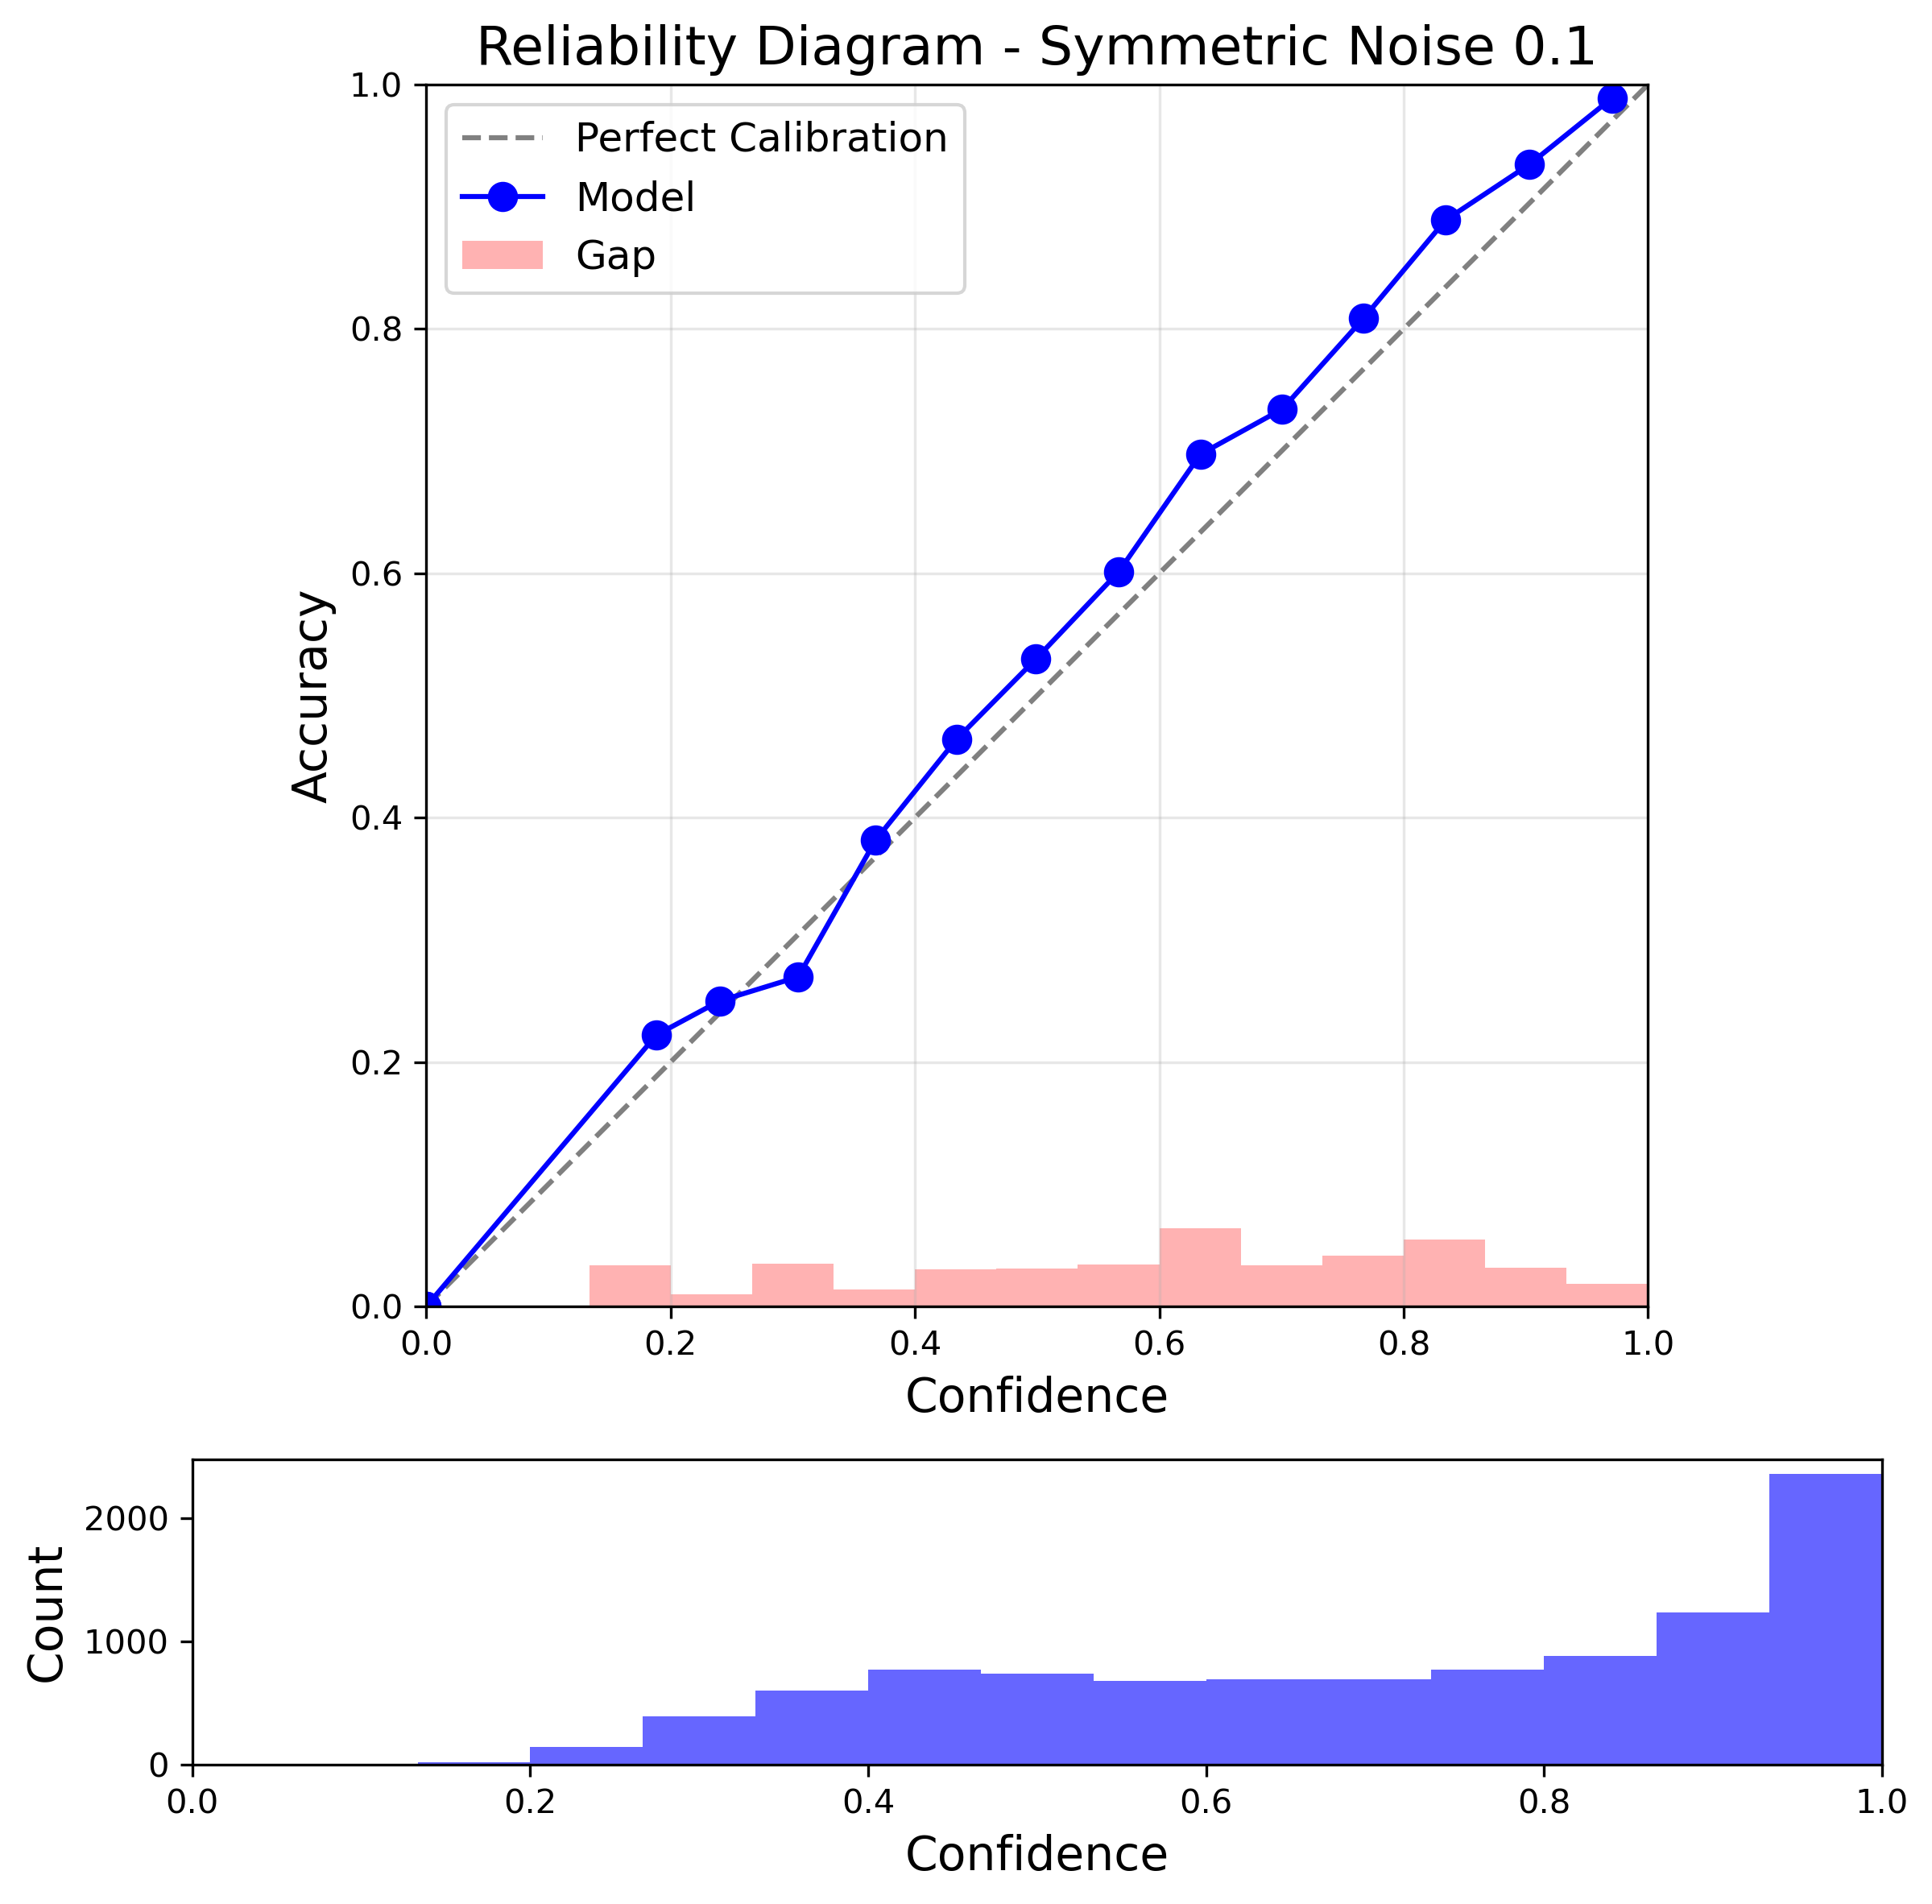 Reliability Diagram - Symmetric Noise 0.1
Perfect Calibration
Model
Gap
1.0
0.8
0.6
0.4
0.2
0.0
Accuracy
0.0 0.2 0.4 0.6 0.8 1.0
Confidence
2000
1000
0
Count
0.0 0.2 0.4 0.6 0.8 1.0
Confidence